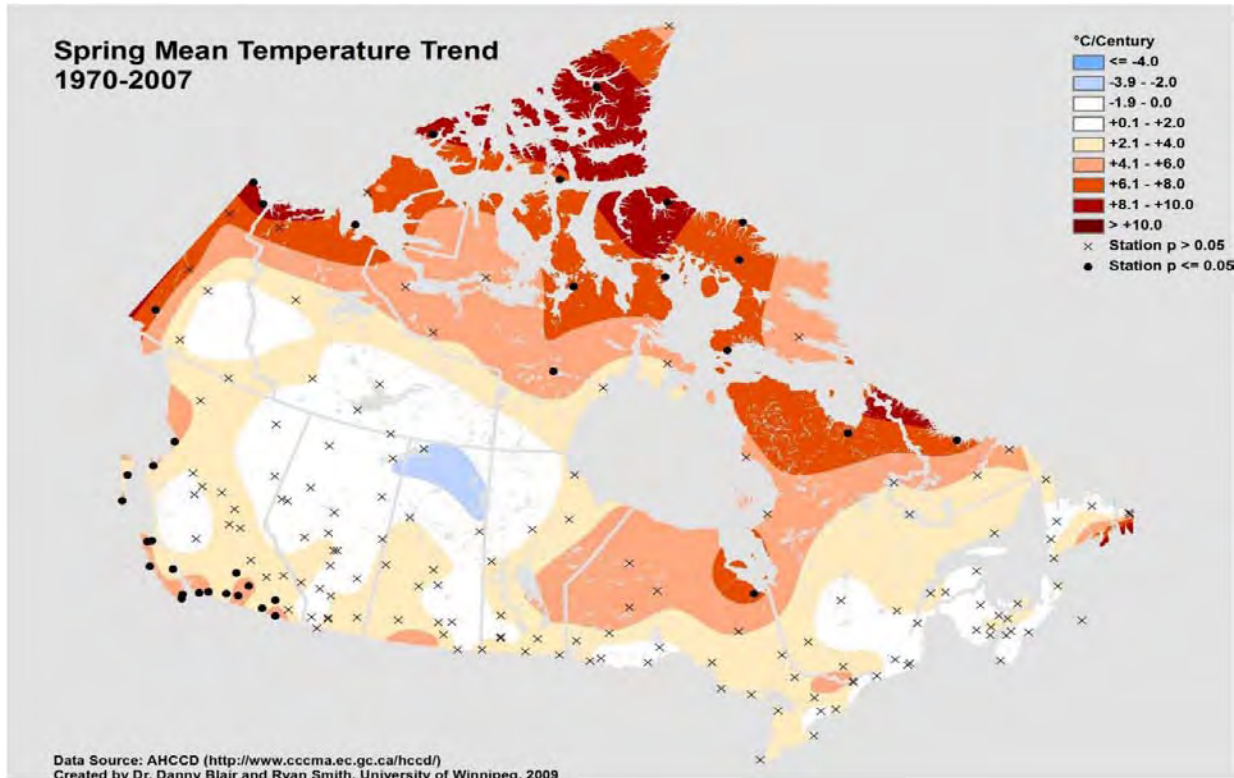 Spring Mean Temperature Trend
1970-2007
°C/Century
<= -4.0
-3.9 - -2.0
-1.9 - 0.0
+0.1 - +2.0
+2.1 - +4.0
+4.1 - +6.0
+6.1 - +8.0
+8.1 - +10.0
> +10.0
Station p > 0.05
Station p <= 0.05
Data Source: AHCCD (http://www.cccma.ec.gc.ca/hccd/)
Created by Dr. Danny Blair and Ryan Smith, University of Winnipeg, 2009